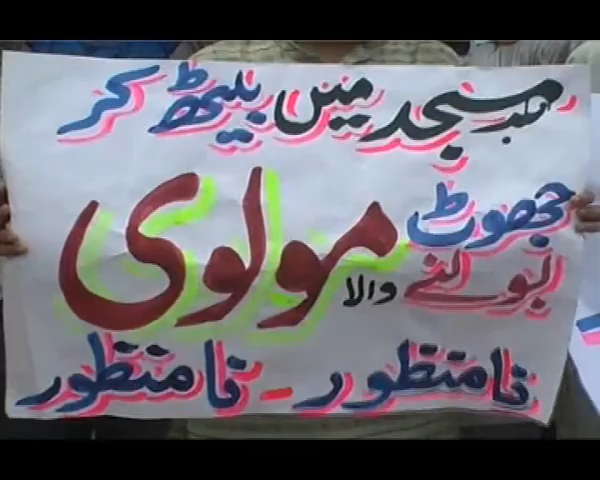 مسجد میں بیٹھ کر
جھوٹ
بولنے والا مولوی
نامنظور - نامنظور